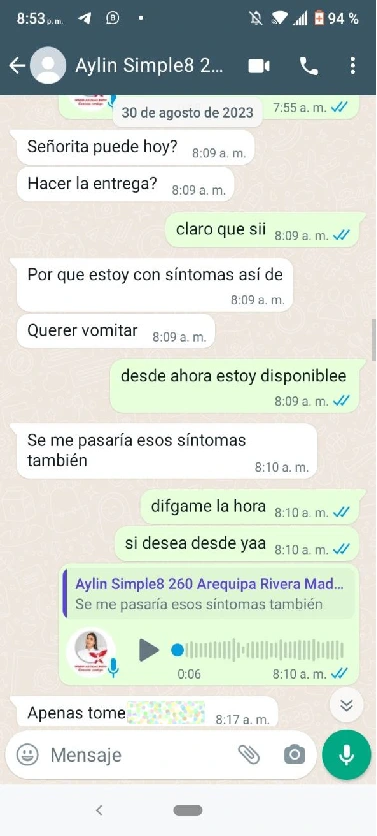 8:53 p. m. 94 %
Aylin Simple8 2...
7:55 a. m.
30 de agosto de 2023
Señorita puede hoy? 8:09 a. m.
Hacer la entrega? 8:09 a. m.
claro que sii 8:09 a. m.
Por que estoy con síntomas así de
8:09 a. m.
Querer vomitar 8:09 a. m.
desde ahora estoy disponiblee
8:09 a. m.
Se me pasaría esos síntomas
también 8:10 a. m.
difgame la hora 8:10 a. m.
si desea desde yaa 8:10 a. m.
Aylin Simple8 260 Arequipa Rivera Mad...
Se me pasaría esos síntomas también
0:06 8:10 a. m.
Apenas tome 8:17 a. m.
Mensaje